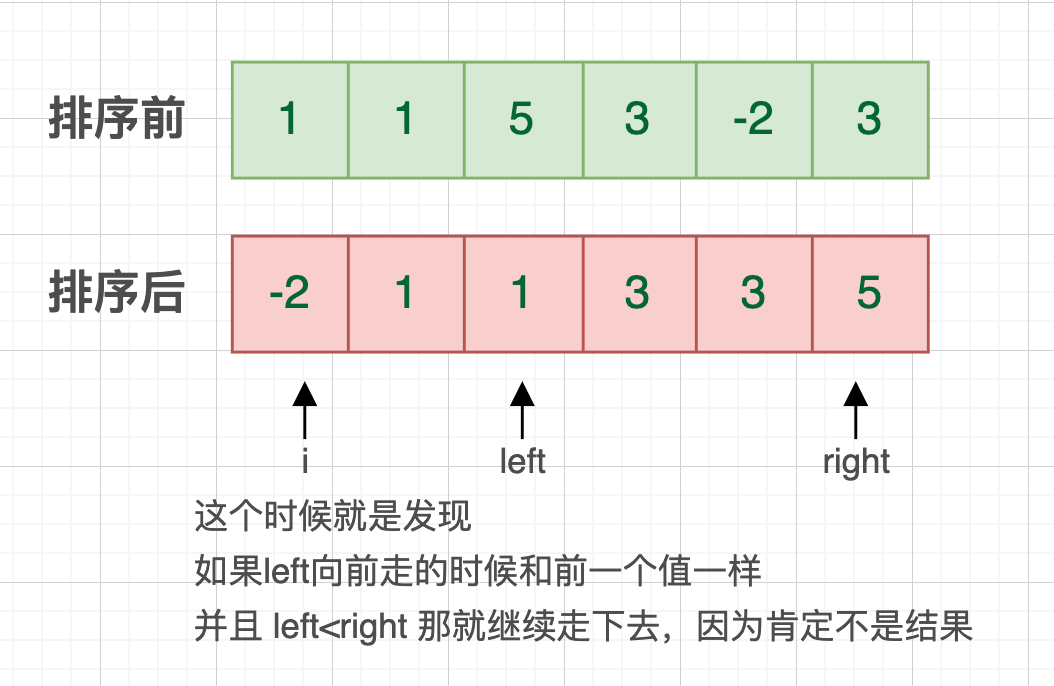 排序前 1 1 5 3 -2 3
排序后 -2 1 1 3 3 5
i left right
这个时候就是发现
如果left向前走的时候和前一个值一样
并且 left<right 那就继续走下去，因为肯定不是结果